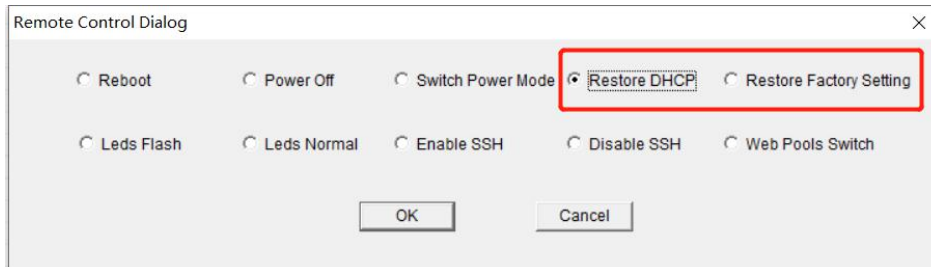 Remote Control Dialog
Reboot Power Off Switch Power Mode Restore DHCP Restore Factory Setting
Leds Flash Leds Normal Enable SSH Disable SSH Web Pools Switch
OK Cancel